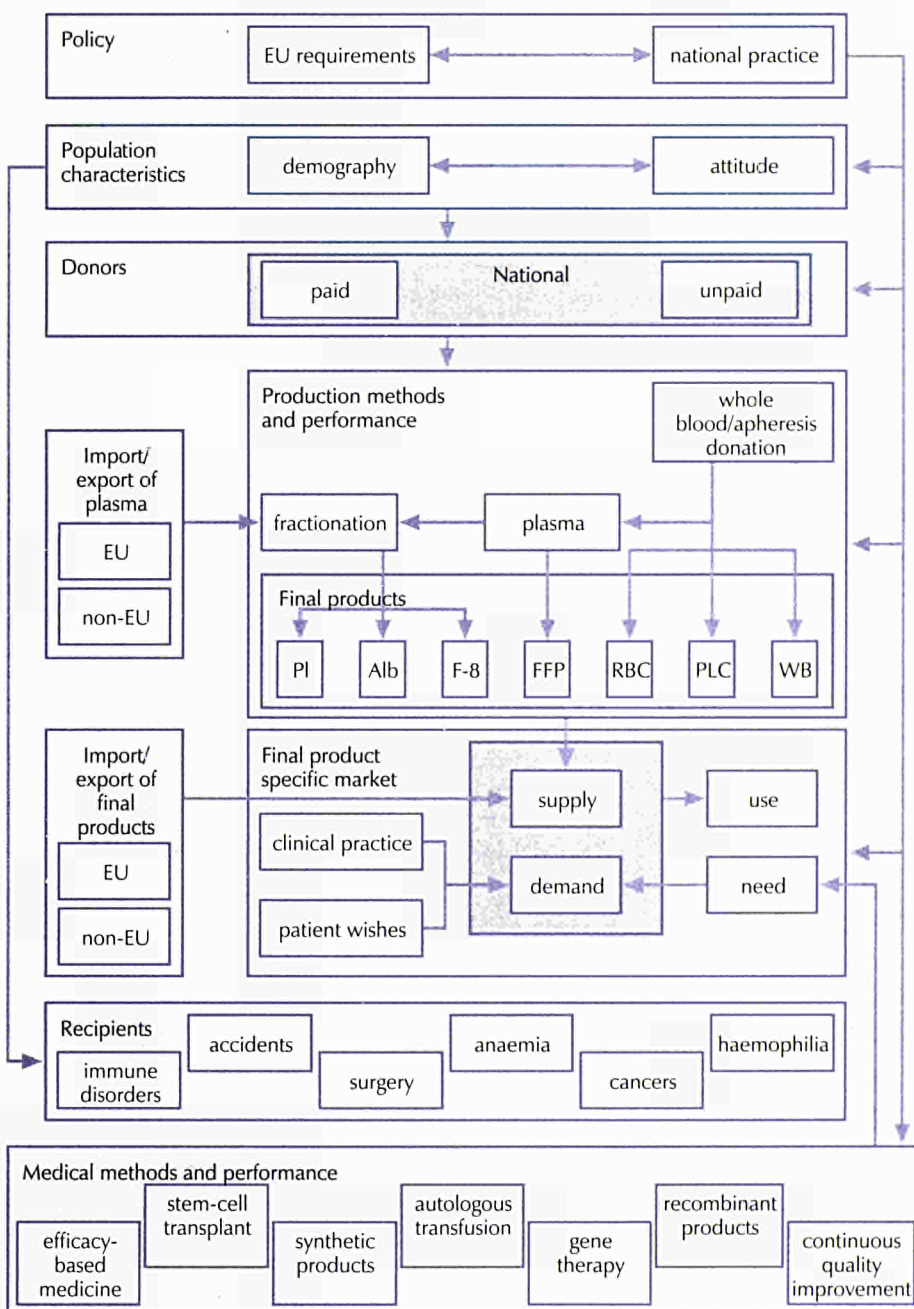 Policy
EU requirements
national practice
Population
characteristics
demography
attitude
Donors
National
paid
unpaid
Production methods
and performance
whole
blood/apheresis
donation
Import/
export of
plasma
EU
non-EU
fractionation
plasma
Final products
Pl
Alb
F-8
FFP
RBC
PLC
WB
Import/
export of
final
products
EU
non-EU
Final product
specific market
supply
use
clinical practice
demand
need
patient wishes
Recipients
immune
disorders
accidents
surgery
anaemia
cancers
haemophilia
Medical methods and performance
efficacy-
based
medicine
stem-cell
transplant
synthetic
products
autologous
transfusion
gene
therapy
recombinant
products
continuous
quality
improvement